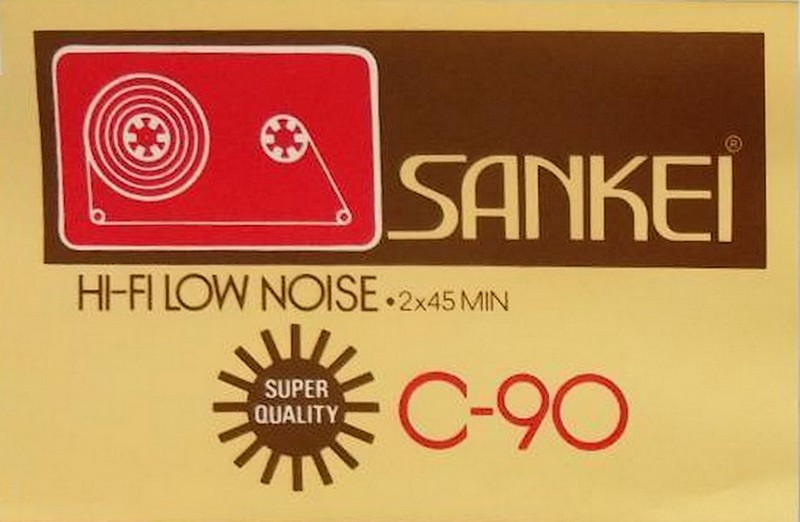 SANKEI®
HI-FI LOW NOISE • 2x45 MIN
SUPER
QUALITY
C-90